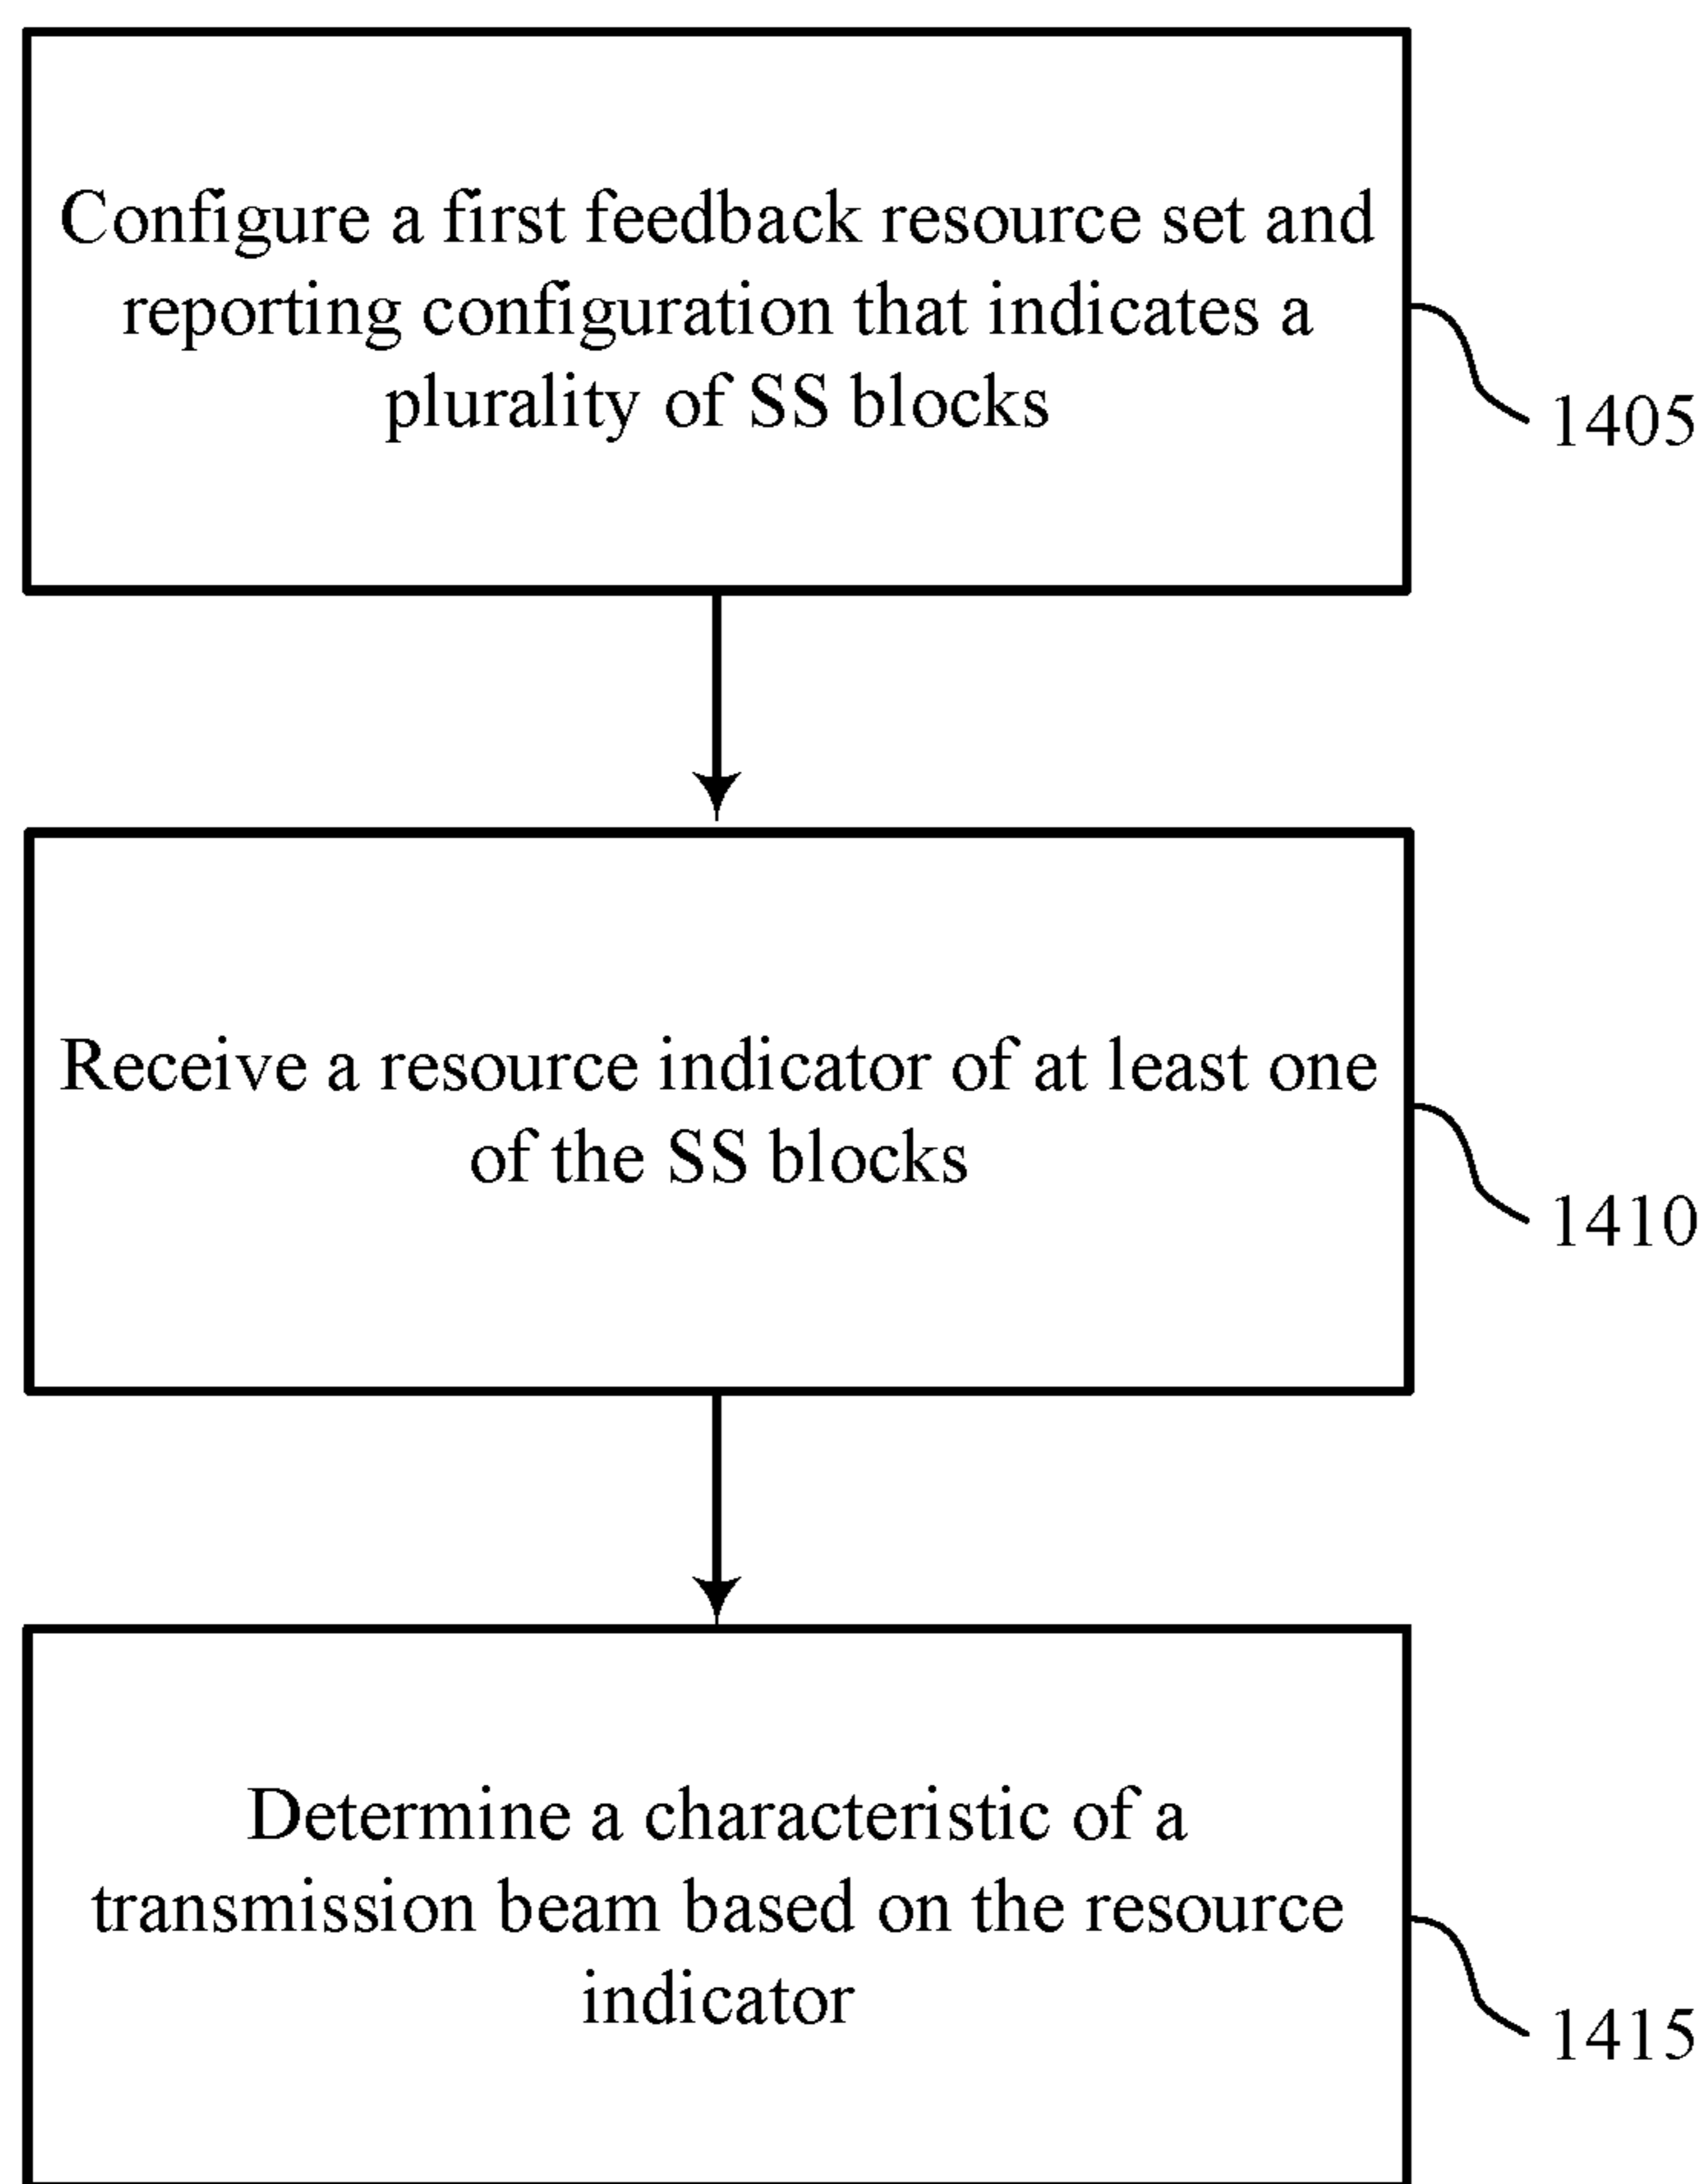 Configure a first feedback resource set and
reporting configuration that indicates a
plurality of SS blocks
1405
Receive a resource indicator of at least one
of the SS blocks
1410
Determine a characteristic of a
transmission beam based on the resource
indicator
1415